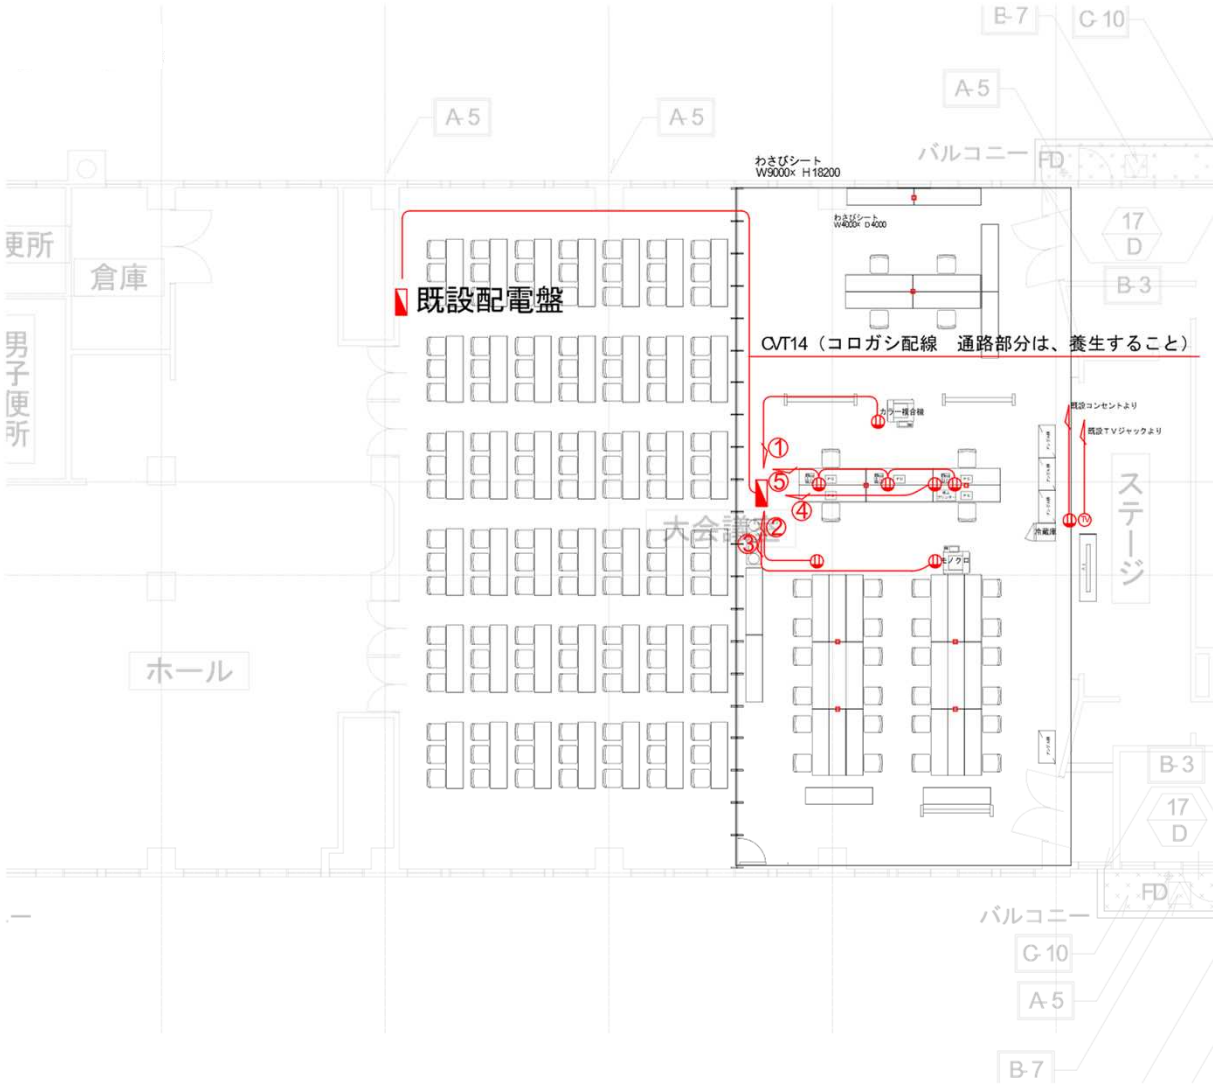 B-7
C-10
A-5
A-5
A-5
バルコニー
FD
わさびシート
W9000× H18200
わさびシート
W4000× D4000
17
D
便所
倉庫
B-3
既設配電盤
男子便所
CVT14（コロガシ配線　通路部分は、養生すること）
カラー複合機
既設コンセントより
既設TVジャックより
①
⑤
④
②
③
大会議室
冷蔵庫
TV
モノクロ
ステージ
ホール
B-3
17
D
FD
バルコニー
C-10
A-5
B-7